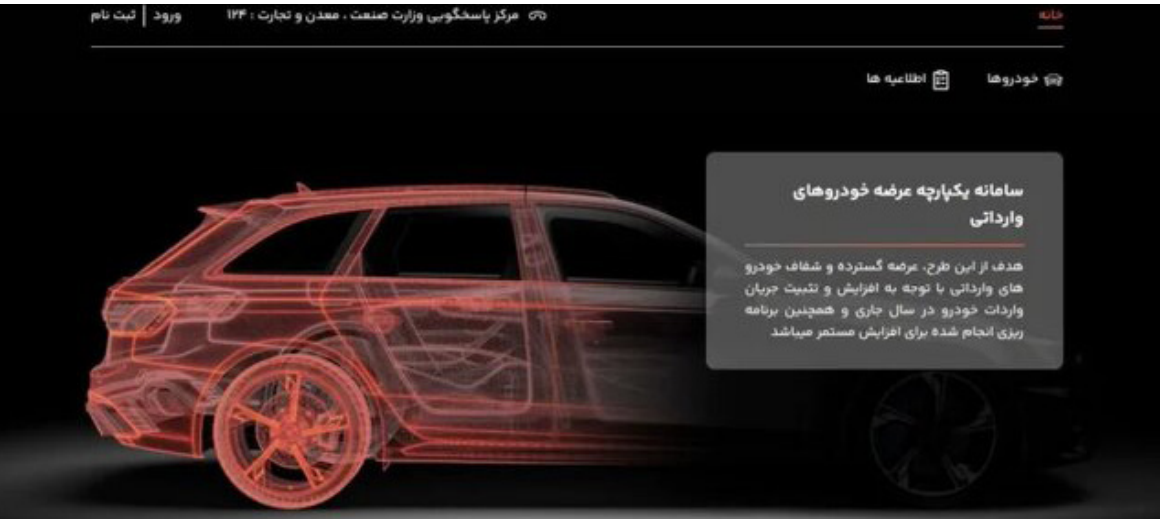 خانه
مرکز پاسخگویی وزارت صنعت ، معدن و تجارت : ۱۲۴
ورود | ثبت نام
خودروها
اطلاعیه ها
سامانه یکپارچه عرضه خودروهای
وارداتی
هدف از این طرح، عرضه گسترده و شفاف خودرو
های وارداتی با توجه به افزایش و تثبیت جریان
واردات خودرو در سال جاری و همچنین برنامه
ریزی انجام شده برای افزایش مستمر میباشد